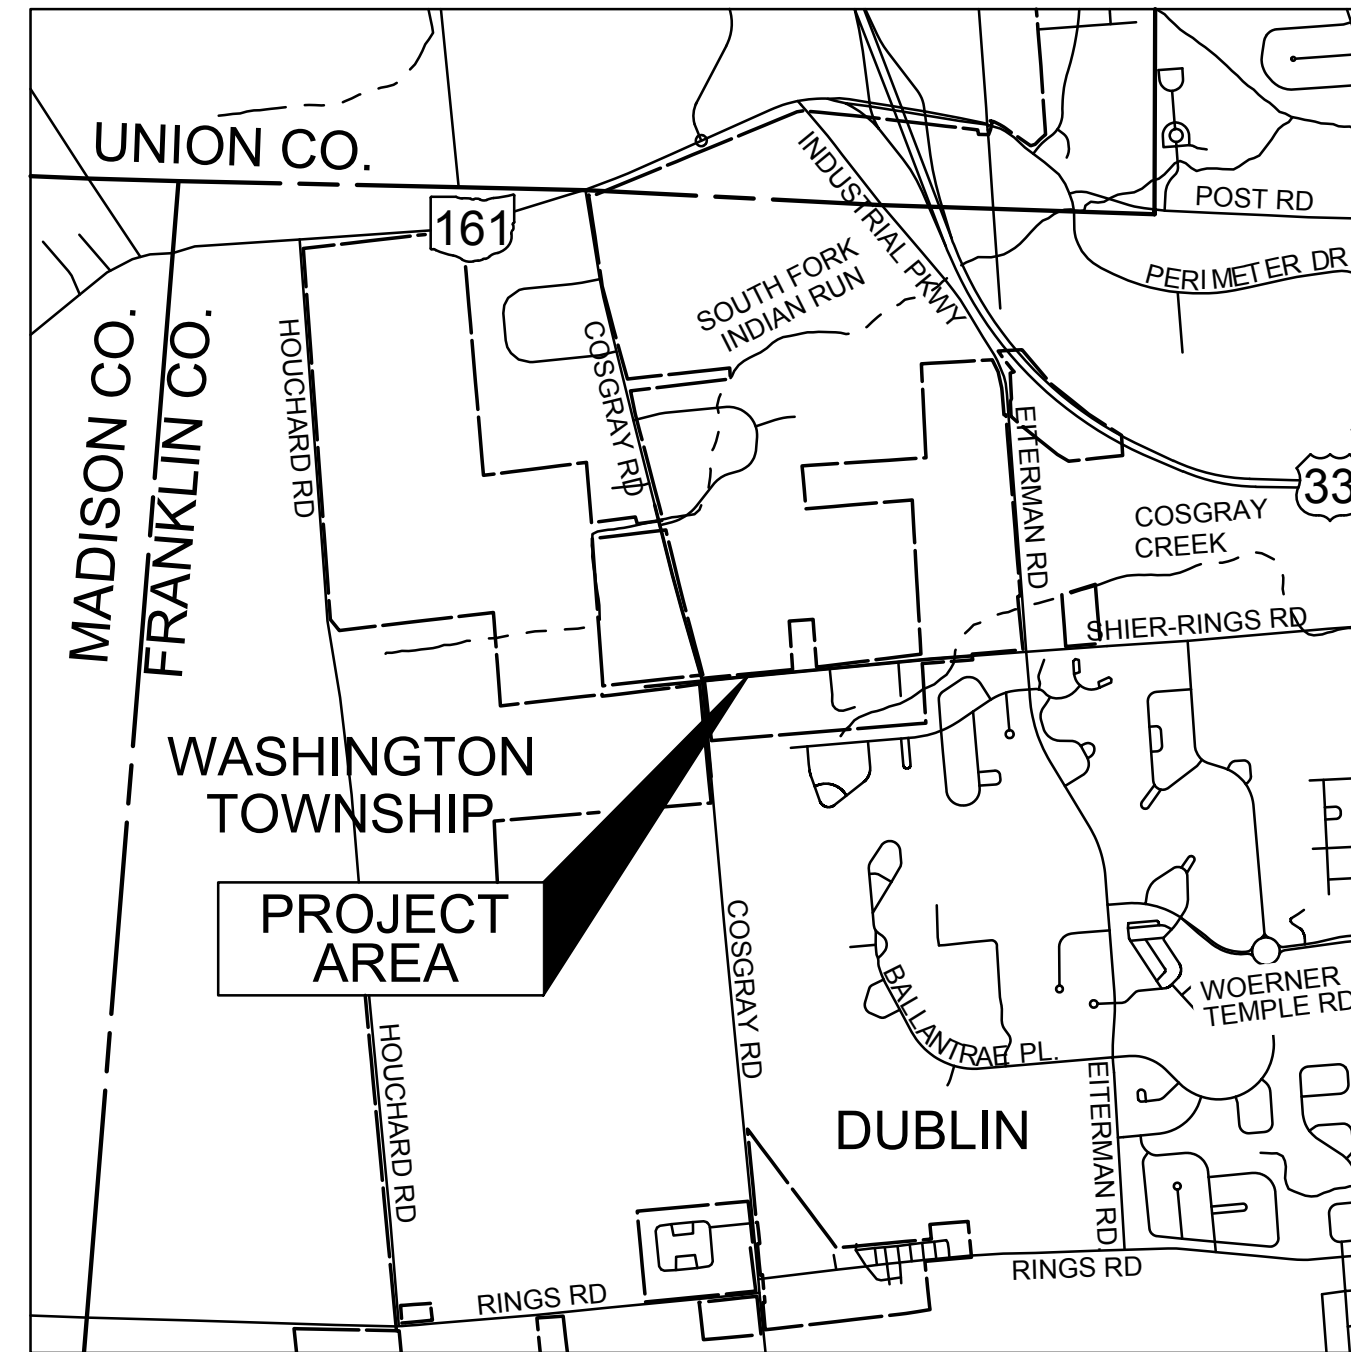 UNION CO.
161
INDUSTRIAL PKWY
POST RD
PERIMETER DR
SOUTH FORK
INDIAN RUN
HOUCHARD RD
COSGRAY RD
MADISON CO.
FRANKLIN CO.
EITERMAN RD
33
COSGRAY
CREEK
SHIER-RINGS RD
WASHINGTON
TOWNSHIP
PROJECT
AREA
COSGRAY RD
BALLANTRAE PL.
WOERNER
TEMPLE RD
HOUCHARD RD
EITERMAN RD.
DUBLIN
RINGS RD
RINGS RD